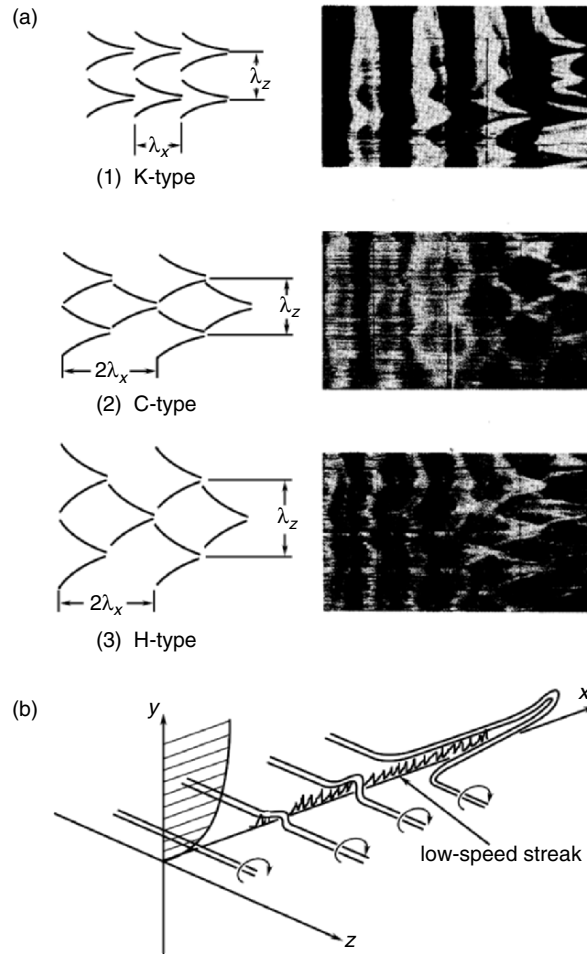 (a)
λz
λx
(1) K-type
λz
2λx
(2) C-type
λz
2λx
(3) H-type
(b)
y
x
low-speed streak
z